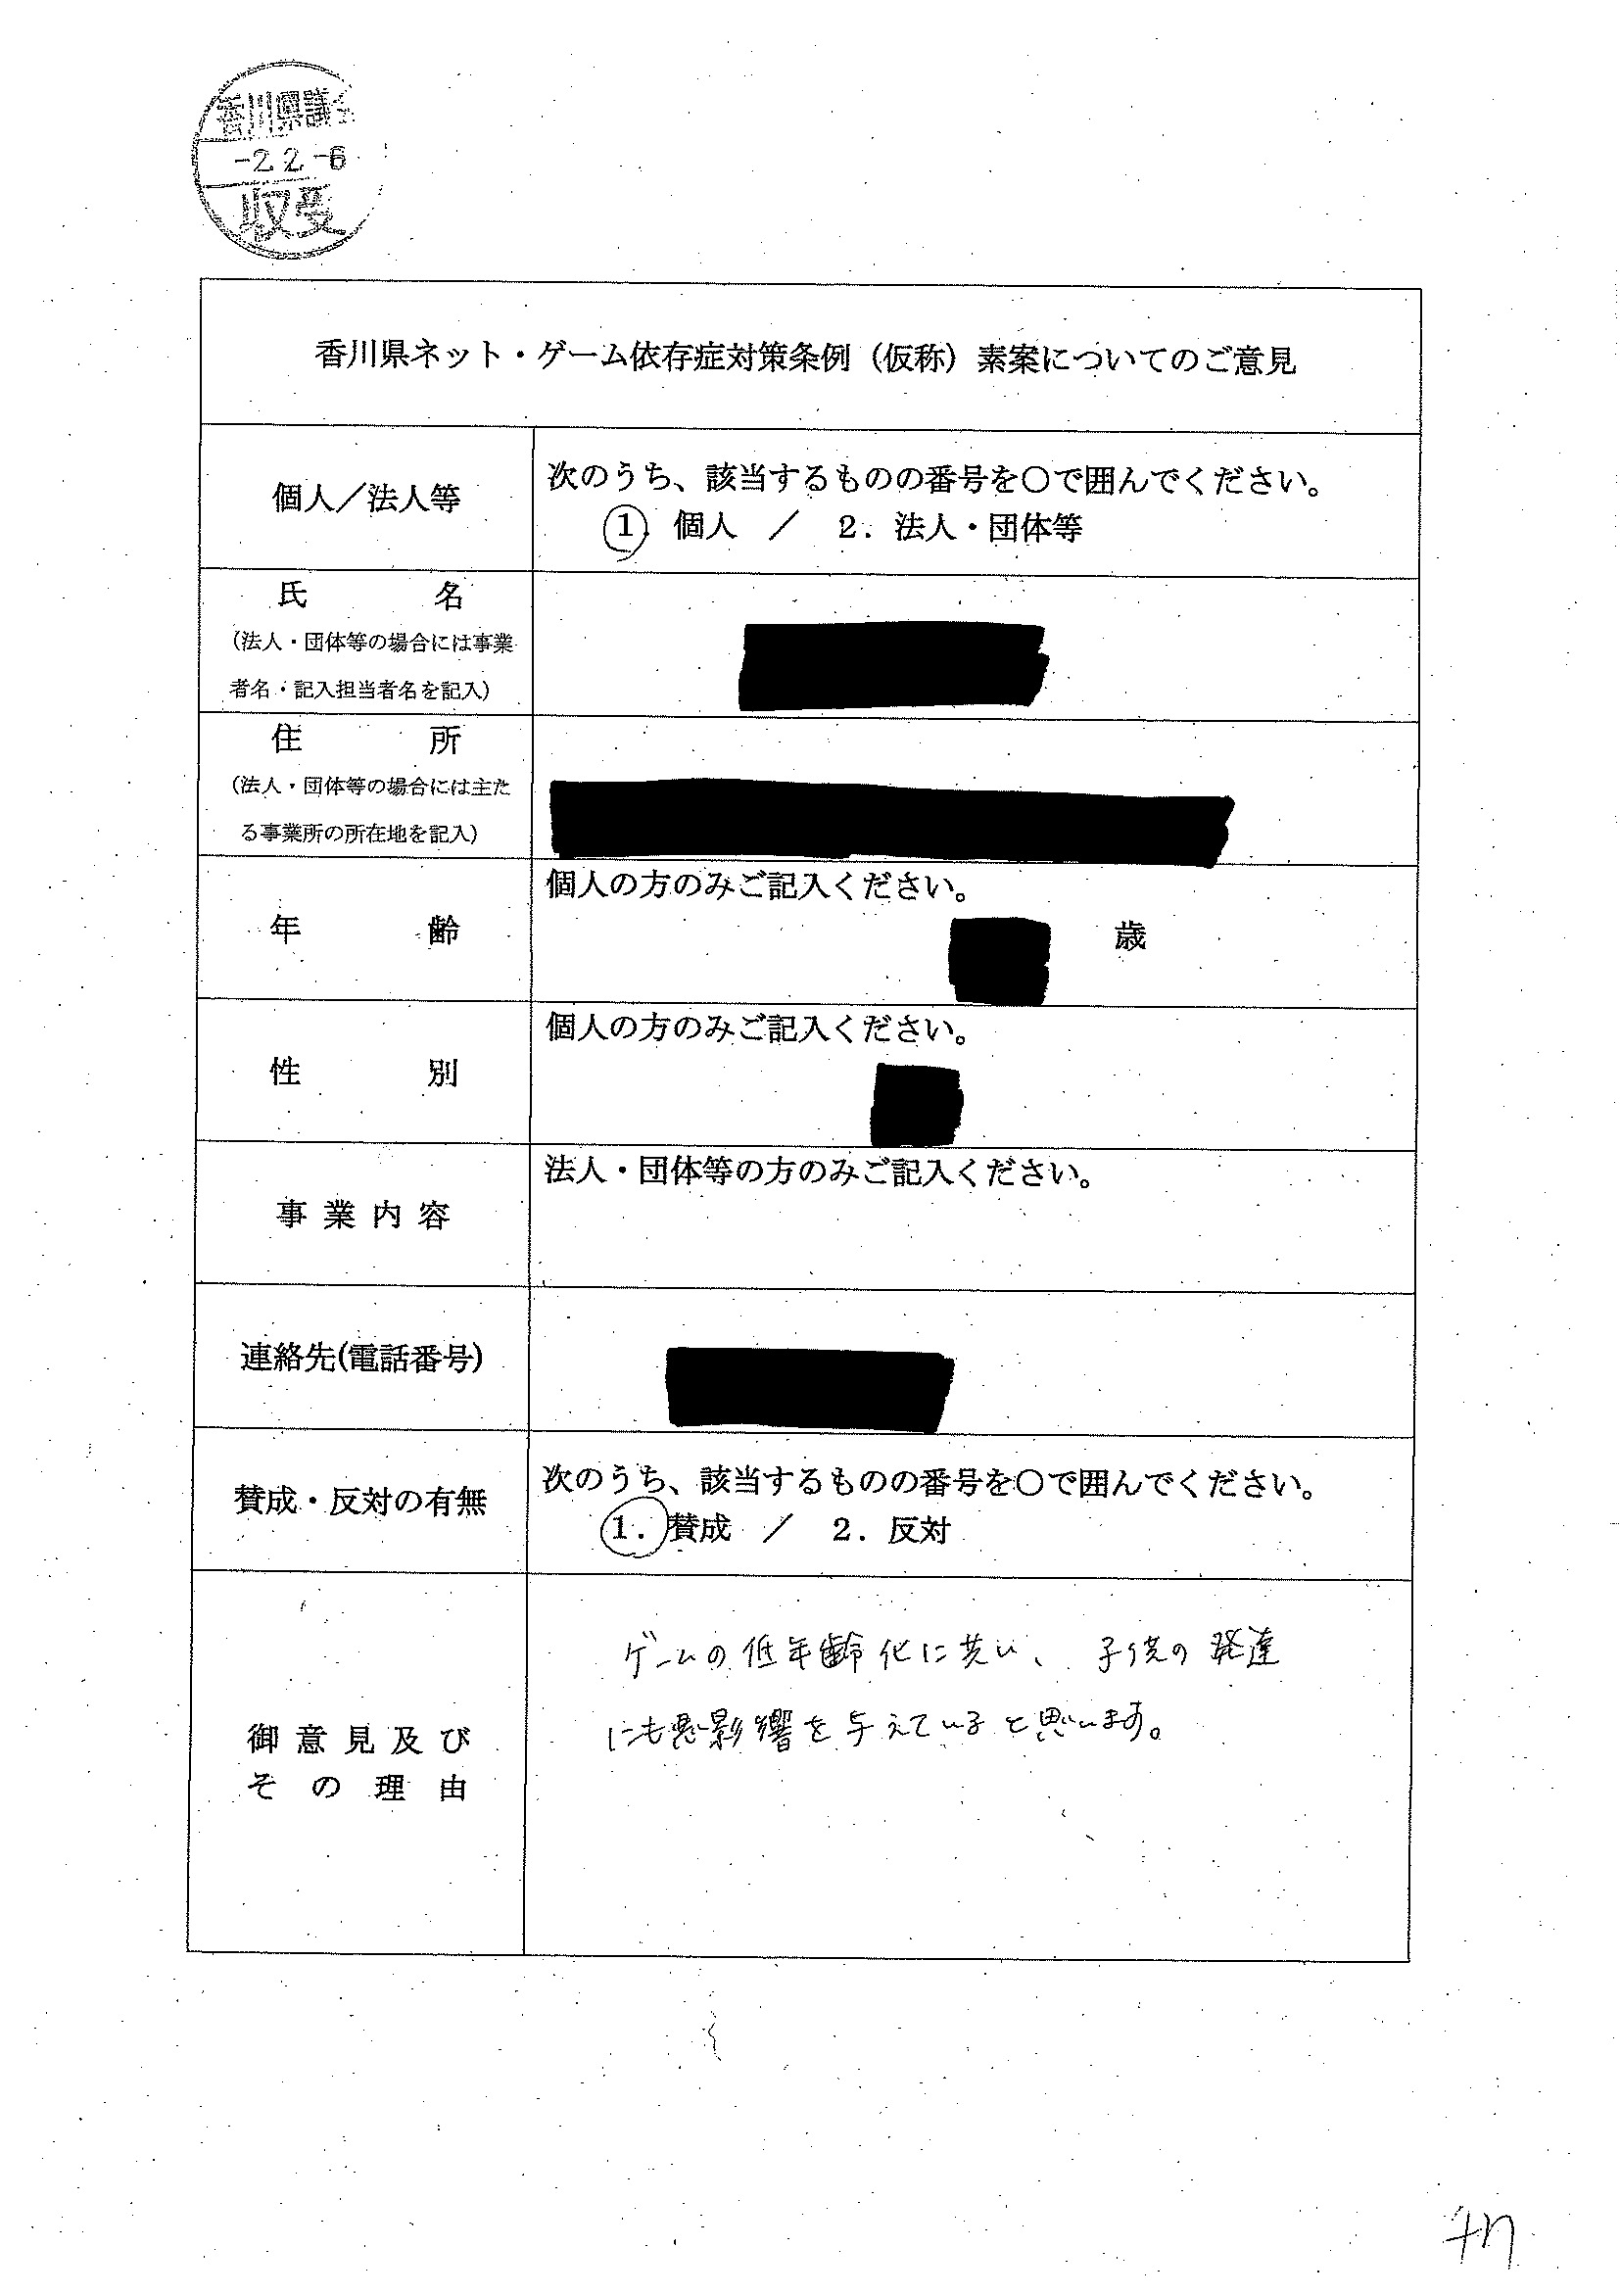 香川県議会
-2.2.-6
収受
香川県ネット・ゲーム依存症対策条例（仮称）素案についてのご意見
個人／法人等
次のうち、該当するものの番号を〇で囲んでください。
1. 個人 ／ 2. 法人・団体等
氏名
（法人・団体等の場合には事業
者名・記入担当者名を記入）
住所
（法人・団体等の場合には主た
る事業所の所在地を記入）
年齢
個人の方のみご記入ください。
歳
性別
個人の方のみご記入ください。
事業内容
法人・団体等の方のみご記入ください。
連絡先(電話番号)
賛成・反対の有無
次のうち、該当するものの番号を〇で囲んでください。
1. 賛成 ／ 2. 反対
御意見及び
その理由
ゲームの低年齢化に共い、子供の発達
にも悪影響を与えていると思います。